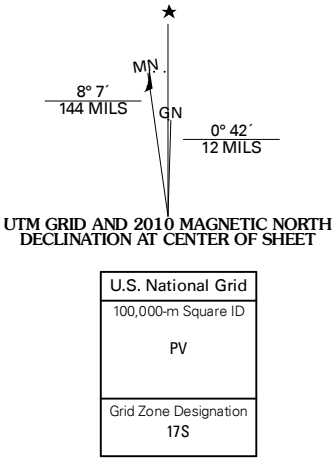 ★
MN
8° 7´
144 MILS
GN
0° 42´
12 MILS
UTM GRID AND 2010 MAGNETIC NORTH
DECLINATION AT CENTER OF SHEET
U.S. National Grid
100,000-m Square ID
PV
Grid Zone Designation
17S